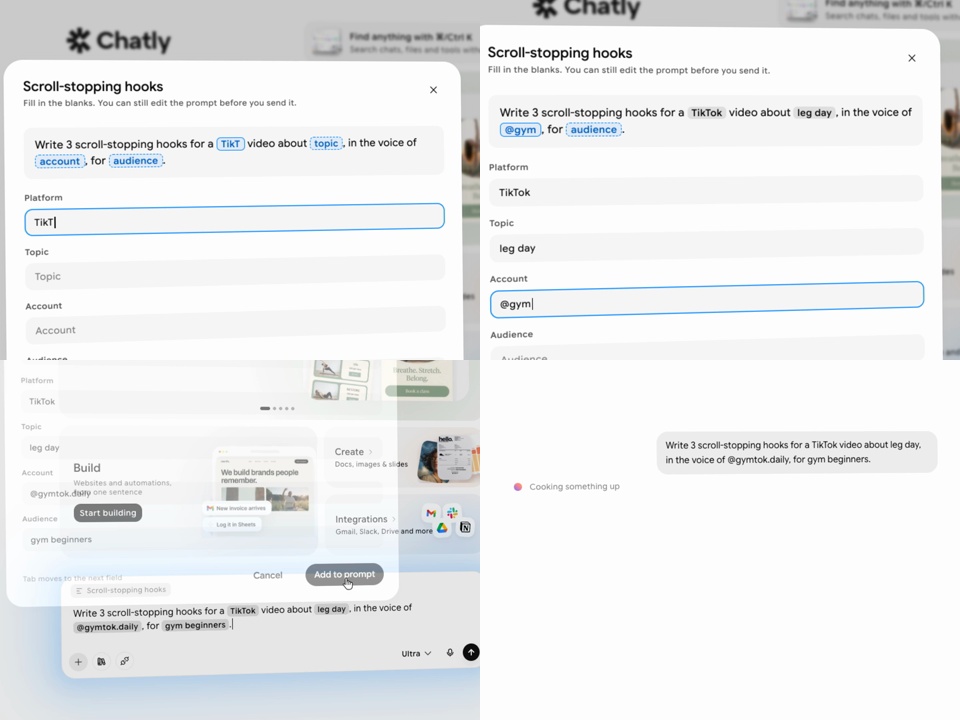 Chatly
Find anything with ⌘/Ctrl K
Search chats, files and tools
Scroll-stopping hooks
Fill in the blanks. You can still edit the prompt before you send it.
Write 3 scroll-stopping hooks for a TikT video about topic, in the voice of
account, for audience.
Platform
TikT
Topic
Topic
Account
Account
Audience
Chatly
Find anything with ⌘/Ctrl K
Search chats, files and tools
Scroll-stopping hooks
Fill in the blanks. You can still edit the prompt before you send it.
Write 3 scroll-stopping hooks for a TikTok video about leg day, in the voice of
@gym, for audience.
Platform
TikTok
Topic
leg day
Account
@gym
Audience
Audience
Platform
TikTok
Topic
leg day
Account
@gymtok.daily
Audience
gym beginners
Tab moves to the next field
Cancel
Add to prompt
Breathe. Stretch.
Belong.
Build
Websites and automations,
from one sentence
Start building
We build brands people
remember.
New invoice arrives
Log it in Sheets
Create
Docs, images & slides
hello.
Integrations
Gmail, Slack, Drive and more
Scroll-stopping hooks
Write 3 scroll-stopping hooks for a TikTok video about leg day, in the voice of
@gymtok.daily, for gym beginners.
Ultra
Write 3 scroll-stopping hooks for a TikTok video about leg day,
in the voice of @gymtok.daily, for gym beginners.
Cooking something up